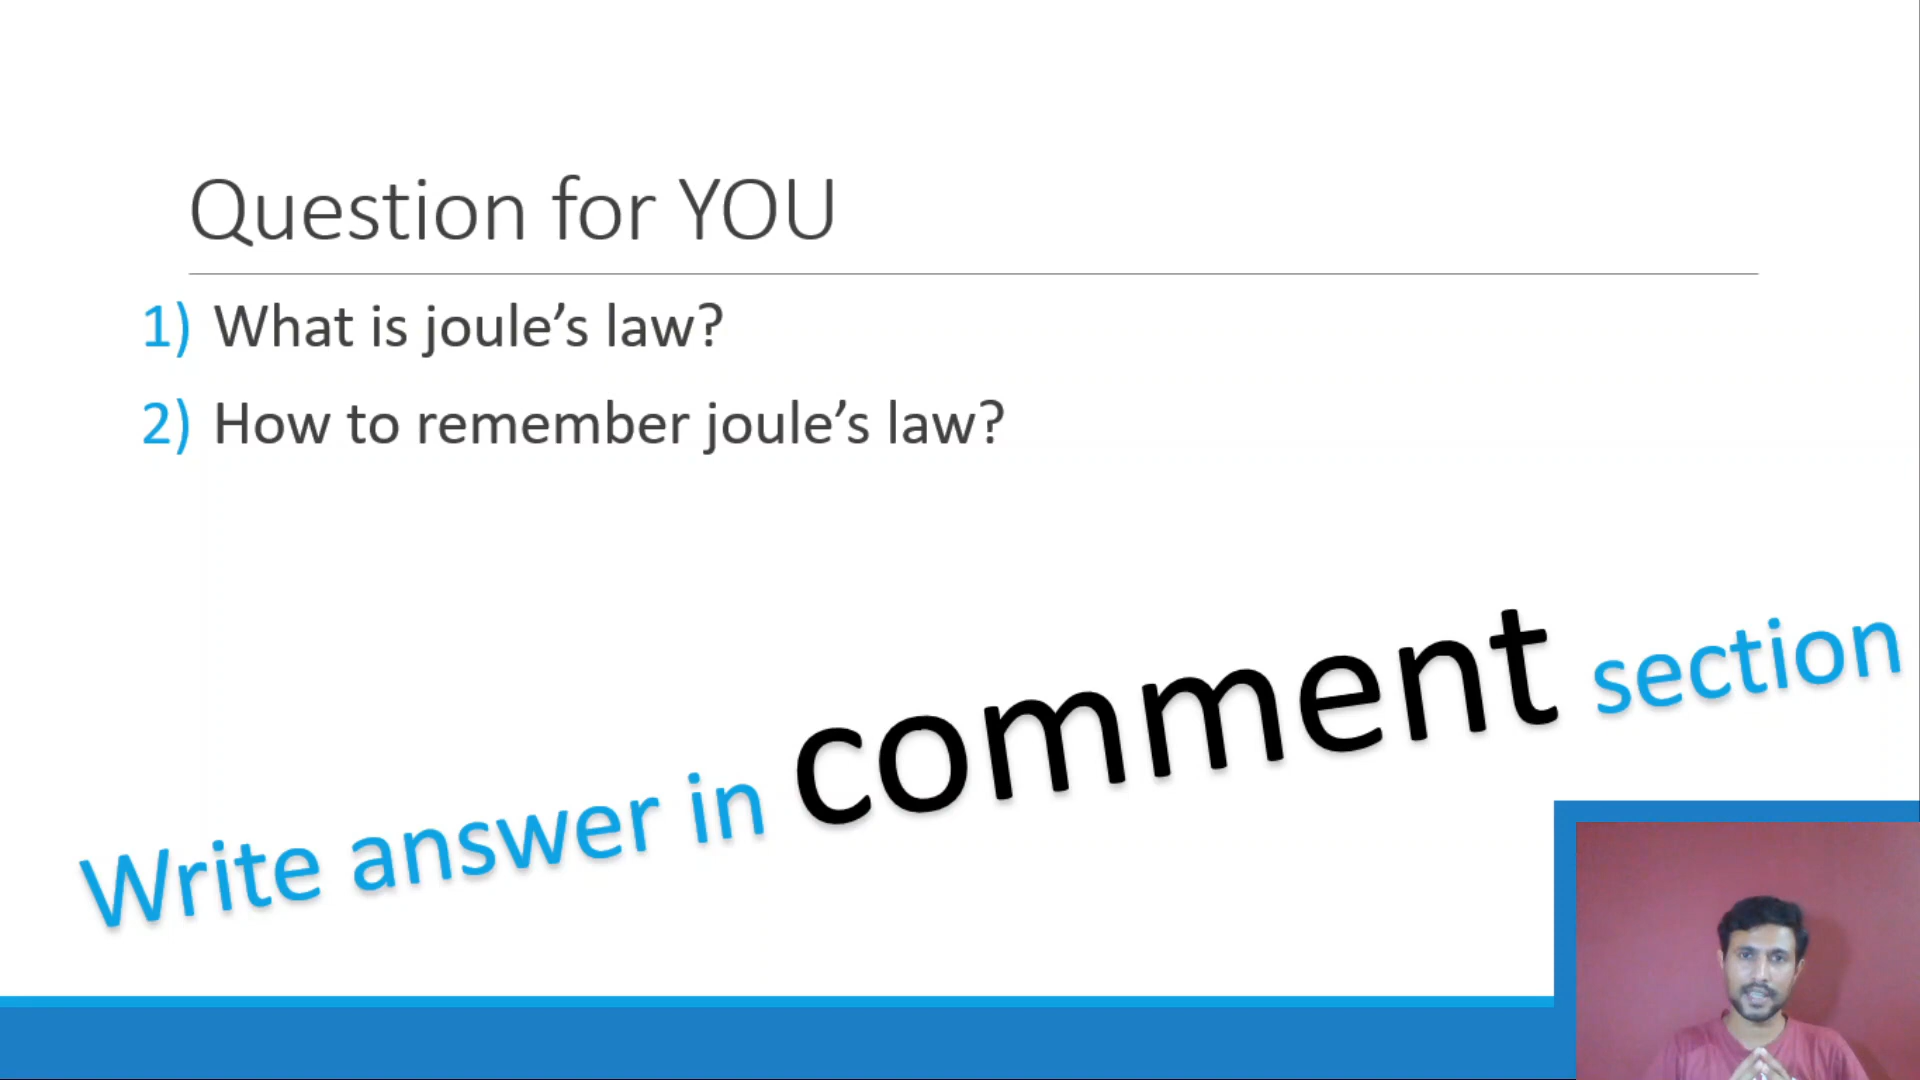 Question for YOU
1) What is joule’s law?
2) How to remember joule’s law?
Write answer in comment section